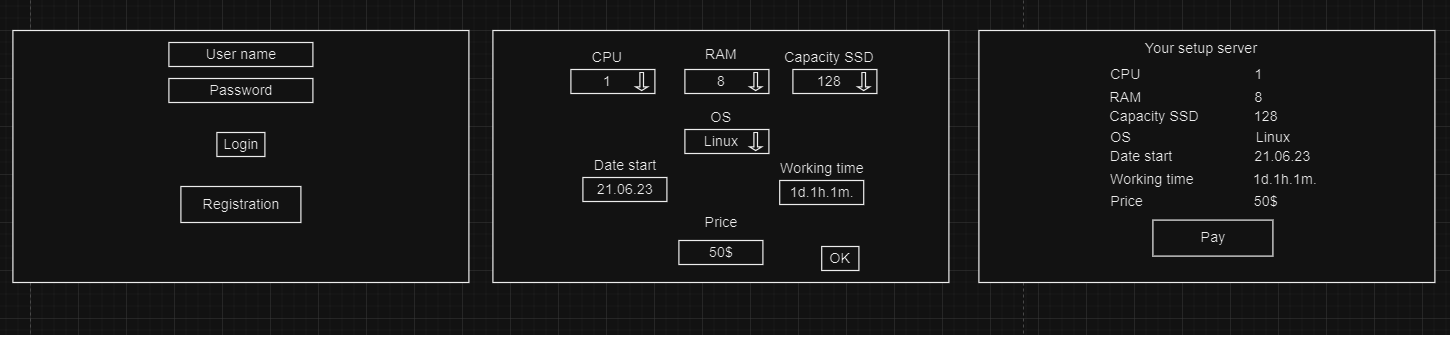 User name
Password
Login
Registration
CPU RAM Capacity SSD
1 8 128
OS
Linux
Date start Working time
21.06.23 1d.1h.1m.
Price
50$ OK
Your setup server
CPU 1
RAM 8
Capacity SSD 128
OS Linux
Date start 21.06.23
Working time 1d.1h.1m.
Price 50$
Pay